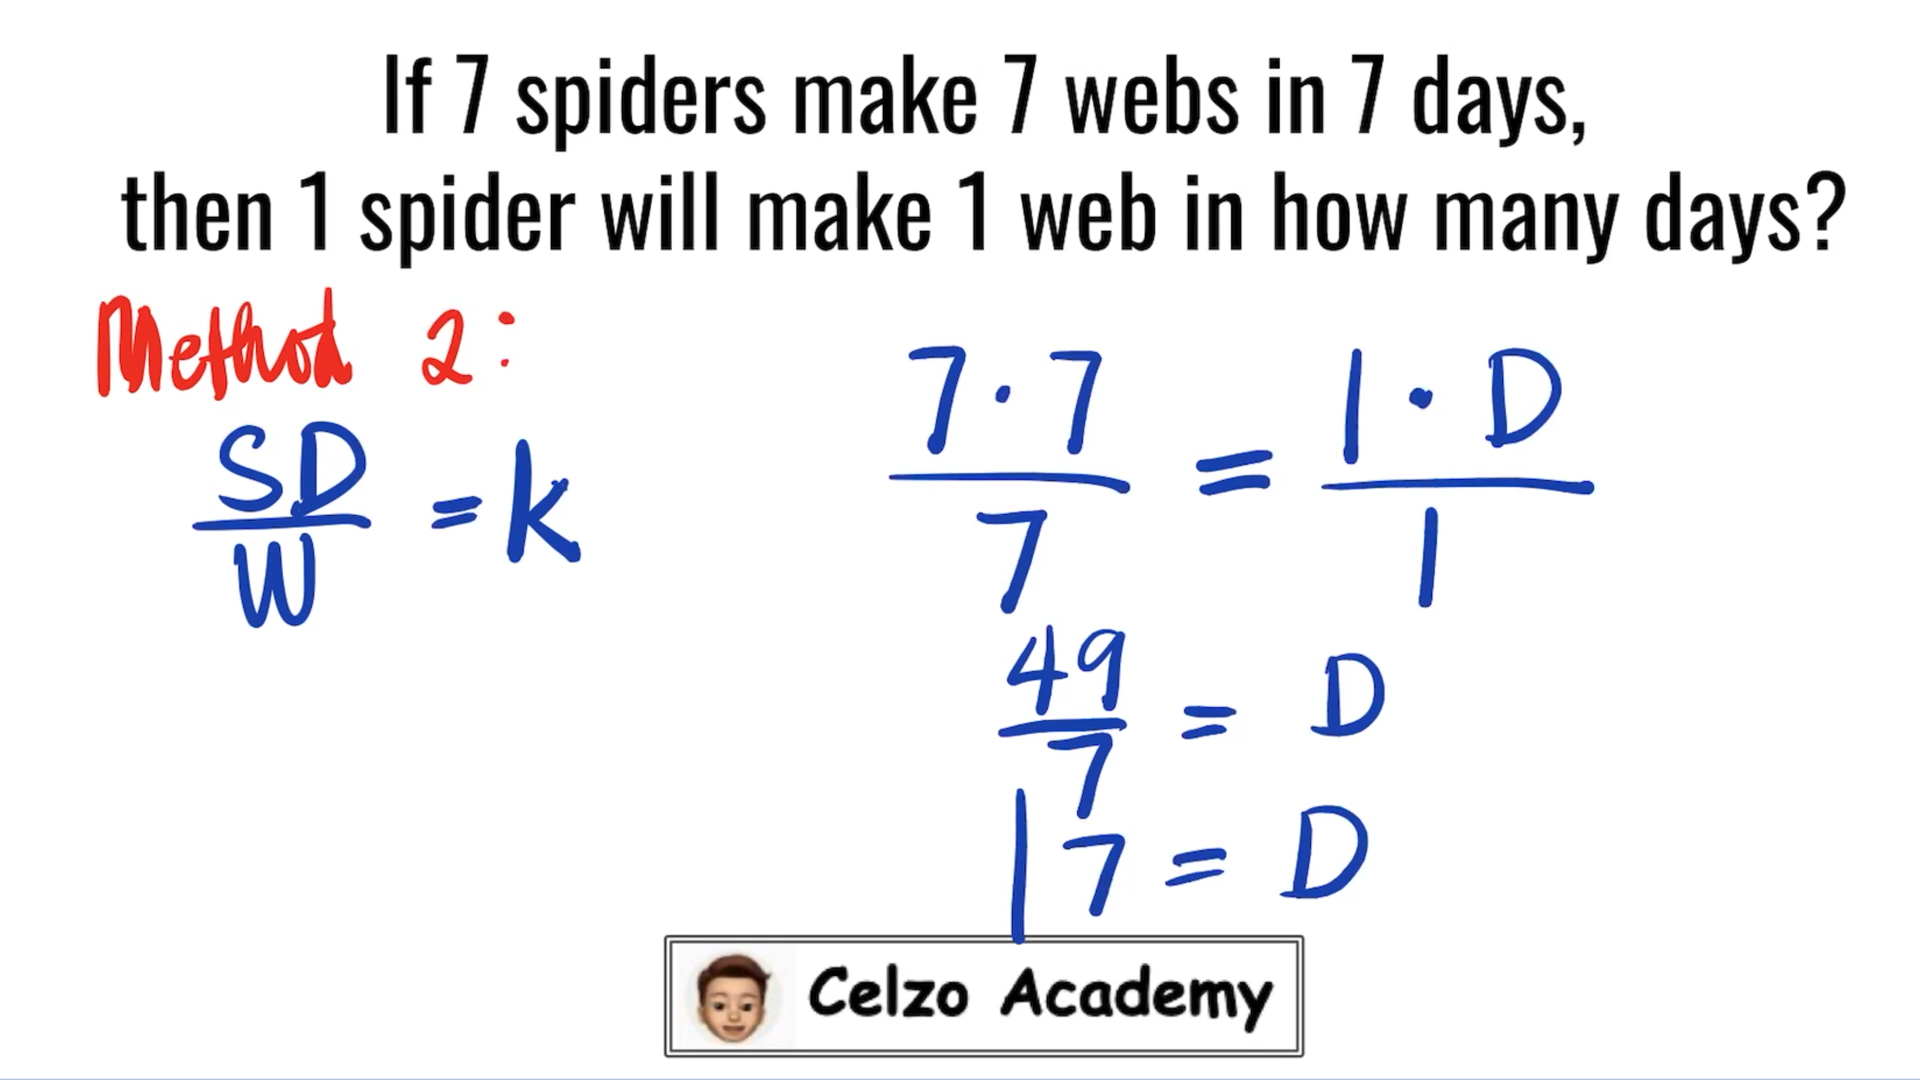 If 7 spiders make 7 webs in 7 days,
then 1 spider will make 1 web in how many days?
Method 2:
SD/W = k
7·7/7 = 1·D/1
49/7 = D
|7 = D
Celzo Academy